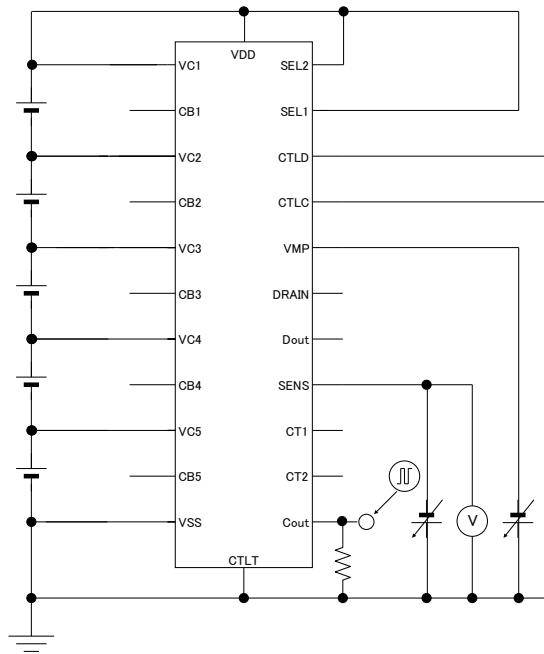 VDD
VC1
SEL2
CB1
SEL1
VC2
CTLD
CB2
CTLC
VC3
VMP
CB3
DRAIN
VC4
Dout
CB4
SENS
VC5
CT1
CB5
CT2
VSS
Cout
V
CTLT